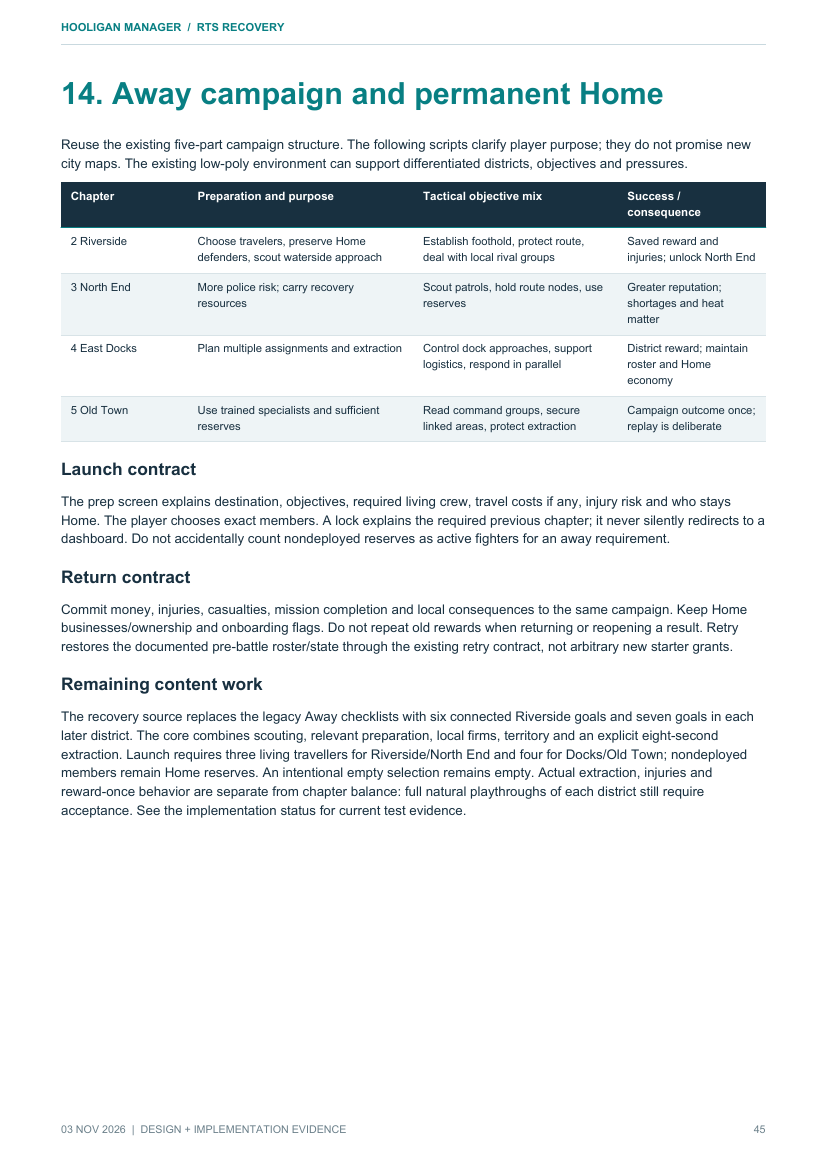 HOOLIGAN MANAGER / RTS RECOVERY
14. Away campaign and permanent Home
Reuse the existing five-part campaign structure. The following scripts clarify player purpose; they do not promise new
city maps. The existing low-poly environment can support differentiated districts, objectives and pressures.
Chapter
Preparation and purpose
Tactical objective mix
Success /
consequence
2 Riverside
Choose travelers, preserve Home
defenders, scout waterside approach
Establish foothold, protect route,
deal with local rival groups
Saved reward and
injuries; unlock North End
3 North End
More police risk; carry recovery
resources
Scout patrols, hold route nodes, use
reserves
Greater reputation;
shortages and heat
matter
4 East Docks
Plan multiple assignments and extraction
Control dock approaches, support
logistics, respond in parallel
District reward; maintain
roster and Home
economy
5 Old Town
Use trained specialists and sufficient
reserves
Read command groups, secure
linked areas, protect extraction
Campaign outcome once;
replay is deliberate
Launch contract
The prep screen explains destination, objectives, required living crew, travel costs if any, injury risk and who stays
Home. The player chooses exact members. A lock explains the required previous chapter; it never silently redirects to a
dashboard. Do not accidentally count nondeployed reserves as active fighters for an away requirement.
Return contract
Commit money, injuries, casualties, mission completion and local consequences to the same campaign. Keep Home
businesses/ownership and onboarding flags. Do not repeat old rewards when returning or reopening a result. Retry
restores the documented pre-battle roster/state through the existing retry contract, not arbitrary new starter grants.
Remaining content work
The recovery source replaces the legacy Away checklists with six connected Riverside goals and seven goals in each
later district. The core combines scouting, relevant preparation, local firms, territory and an explicit eight-second
extraction. Launch requires three living travellers for Riverside/North End and four for Docks/Old Town; nondeployed
members remain Home reserves. An intentional empty selection remains empty. Actual extraction, injuries and
reward-once behavior are separate from chapter balance: full natural playthroughs of each district still require
acceptance. See the implementation status for current test evidence.
03 NOV 2026 | DESIGN + IMPLEMENTATION EVIDENCE
45